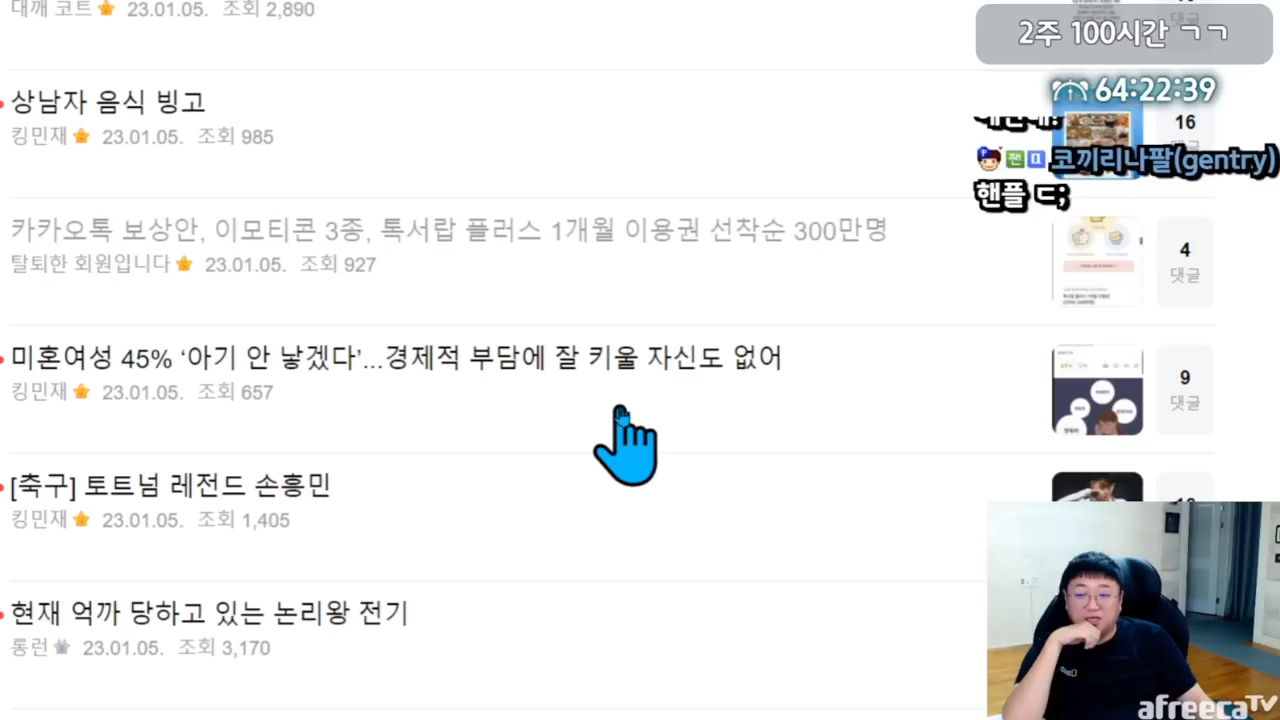 대깨 코트 23.01.05. 조회 2,890
2주 100시간 ㄱㄱ
64:22:39
상남자 음식 빙고
킹민재 23.01.05. 조회 985
16
코끼리나팔(gentry)
핸플 ㄷ;
카카오톡 보상안, 이모티콘 3종, 톡서랍 플러스 1개월 이용권 선착순 300만명
탈퇴한 회원입니다 23.01.05. 조회 927
4
댓글
미혼여성 45% ‘아기 안 낳겠다’...경제적 부담에 잘 키울 자신도 없어
킹민재 23.01.05. 조회 657
9
댓글
[축구] 토트넘 레전드 손흥민
킹민재 23.01.05. 조회 1,405
현재 억까 당하고 있는 논리왕 전기
롱런 23.01.05. 조회 3,170
afreecaTV